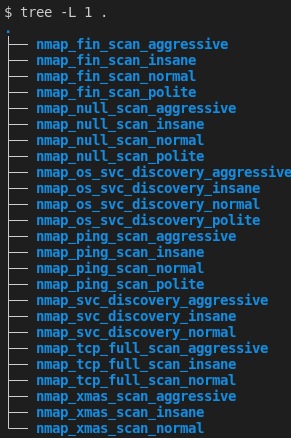 $ tree -L 1 .
.
├── nmap_fin_scan_aggressive
├── nmap_fin_scan_insane
├── nmap_fin_scan_normal
├── nmap_fin_scan_polite
├── nmap_null_scan_aggressive
├── nmap_null_scan_insane
├── nmap_null_scan_normal
├── nmap_null_scan_polite
├── nmap_os_svc_discovery_aggressive
├── nmap_os_svc_discovery_insane
├── nmap_os_svc_discovery_normal
├── nmap_os_svc_discovery_polite
├── nmap_ping_scan_aggressive
├── nmap_ping_scan_insane
├── nmap_ping_scan_normal
├── nmap_ping_scan_polite
├── nmap_svc_discovery_aggressive
├── nmap_svc_discovery_insane
├── nmap_svc_discovery_normal
├── nmap_tcp_full_scan_aggressive
├── nmap_tcp_full_scan_insane
├── nmap_tcp_full_scan_normal
├── nmap_xmas_scan_aggressive
├── nmap_xmas_scan_insane
└── nmap_xmas_scan_normal